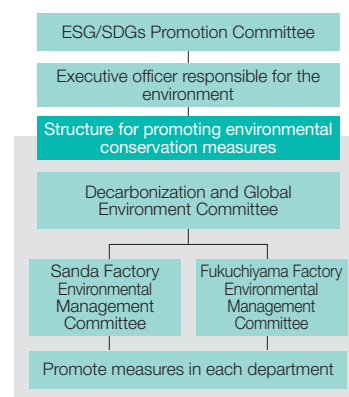 ESG/SDGs Promotion Committee
Executive officer responsible for the
environment
Structure for promoting environmental
conservation measures
Decarbonization and Global
Environment Committee
Sanda Factory
Environmental
Management
Committee
Fukuchiyama Factory
Environmental
Management
Committee
Promote measures in each department